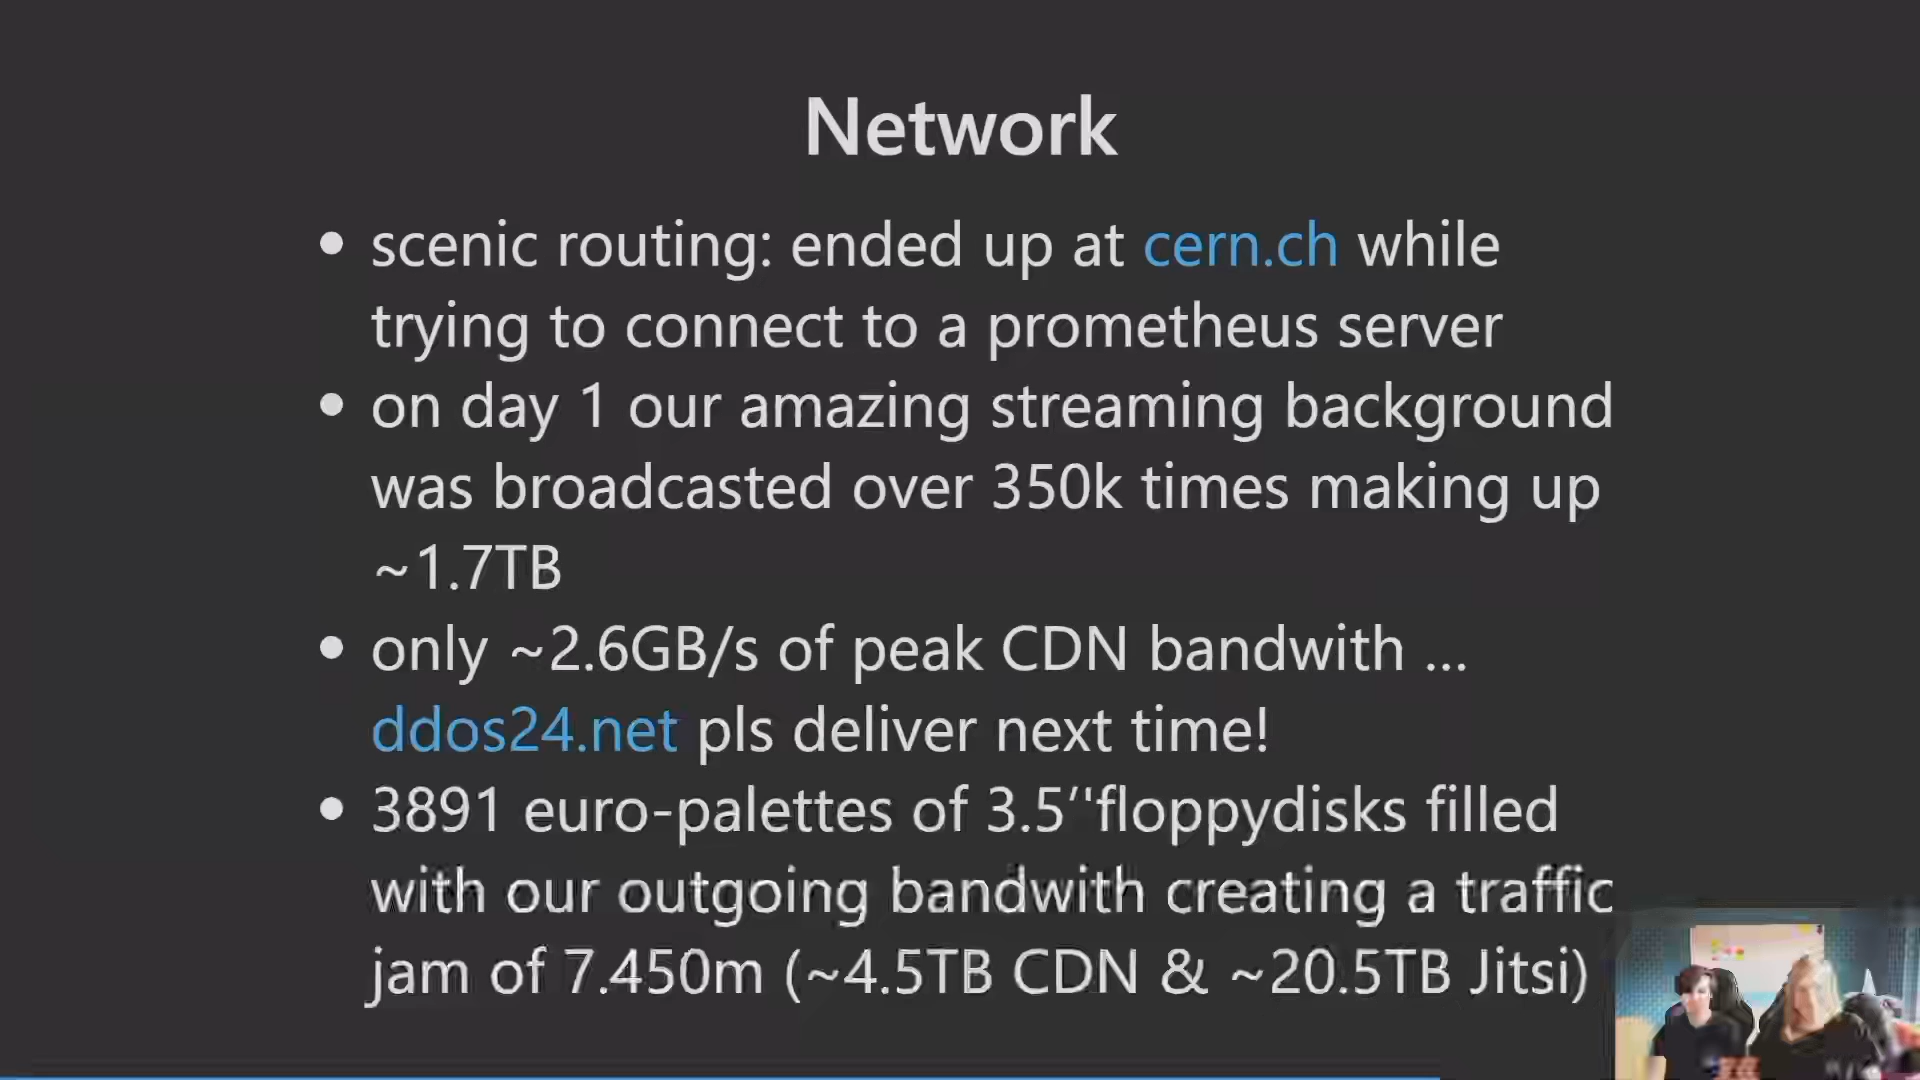 Network
scenic routing: ended up at cern.ch while
trying to connect to a prometheus server
on day 1 our amazing streaming background
was broadcasted over 350k times making up
~1.7TB
only ~2.6GB/s of peak CDN bandwith ...
ddos24.net pls deliver next time!
3891 euro-palettes of 3.5′'floppydisks filled
with our outgoing bandwith creating a traffic
jam of 7.450m (~4.5TB CDN & ~20.5TB Jitsi)